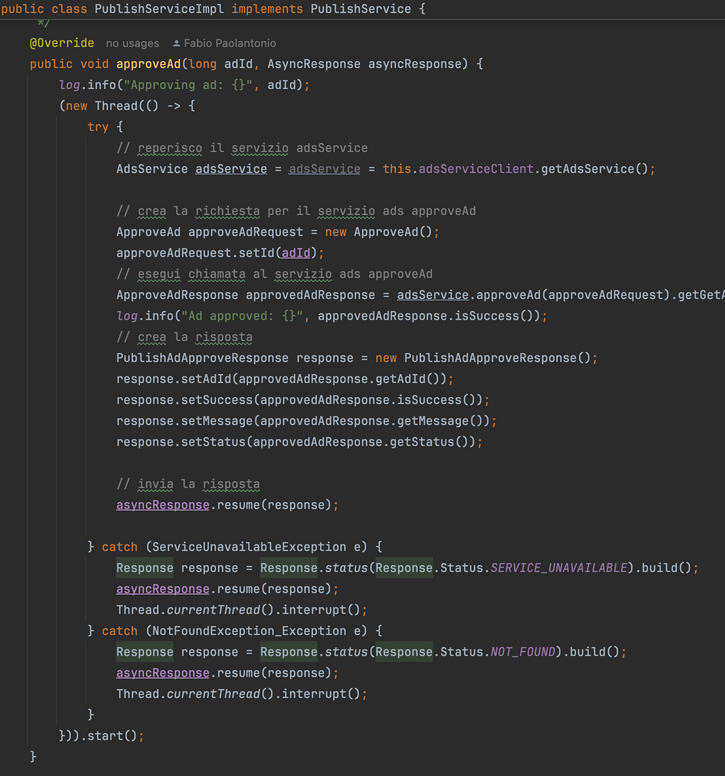 public class PublishServiceImpl implements PublishService {
*/
@Override no usages Fabio Paolantonio
public void approveAd(long adId, AsyncResponse asyncResponse) {
log.info("Approving ad: {}", adId);
(new Thread(() -> {
try {
// reperisco il servizio adsService
AdsService adsService = adsService = this.adsServiceClient.getAdsService();
// crea la richiesta per il servizio ads approveAd
ApproveAd approveAdRequest = new ApproveAd();
approveAdRequest.setId(adId);
// esegui chiamata al servizio ads approveAd
ApproveAdResponse approvedAdResponse = adsService.approveAd(approveAdRequest).getGetA
log.info("Ad approved: {}", approvedAdResponse.isSuccess());
// crea la risposta
PublishAdApproveResponse response = new PublishAdApproveResponse();
response.setAdId(approvedAdResponse.getAdId());
response.setSuccess(approvedAdResponse.isSuccess());
response.setMessage(approvedAdResponse.getMessage());
response.setStatus(approvedAdResponse.getStatus());
// invia la risposta
asyncResponse.resume(response);
} catch (ServiceUnavailableException e) {
Response response = Response.status(Response.Status.SERVICE_UNAVAILABLE).build();
asyncResponse.resume(response);
Thread.currentThread().interrupt();
} catch (NotFoundException_Exception e) {
Response response = Response.status(Response.Status.NOT_FOUND).build();
asyncResponse.resume(response);
Thread.currentThread().interrupt();
}
})).start();
}